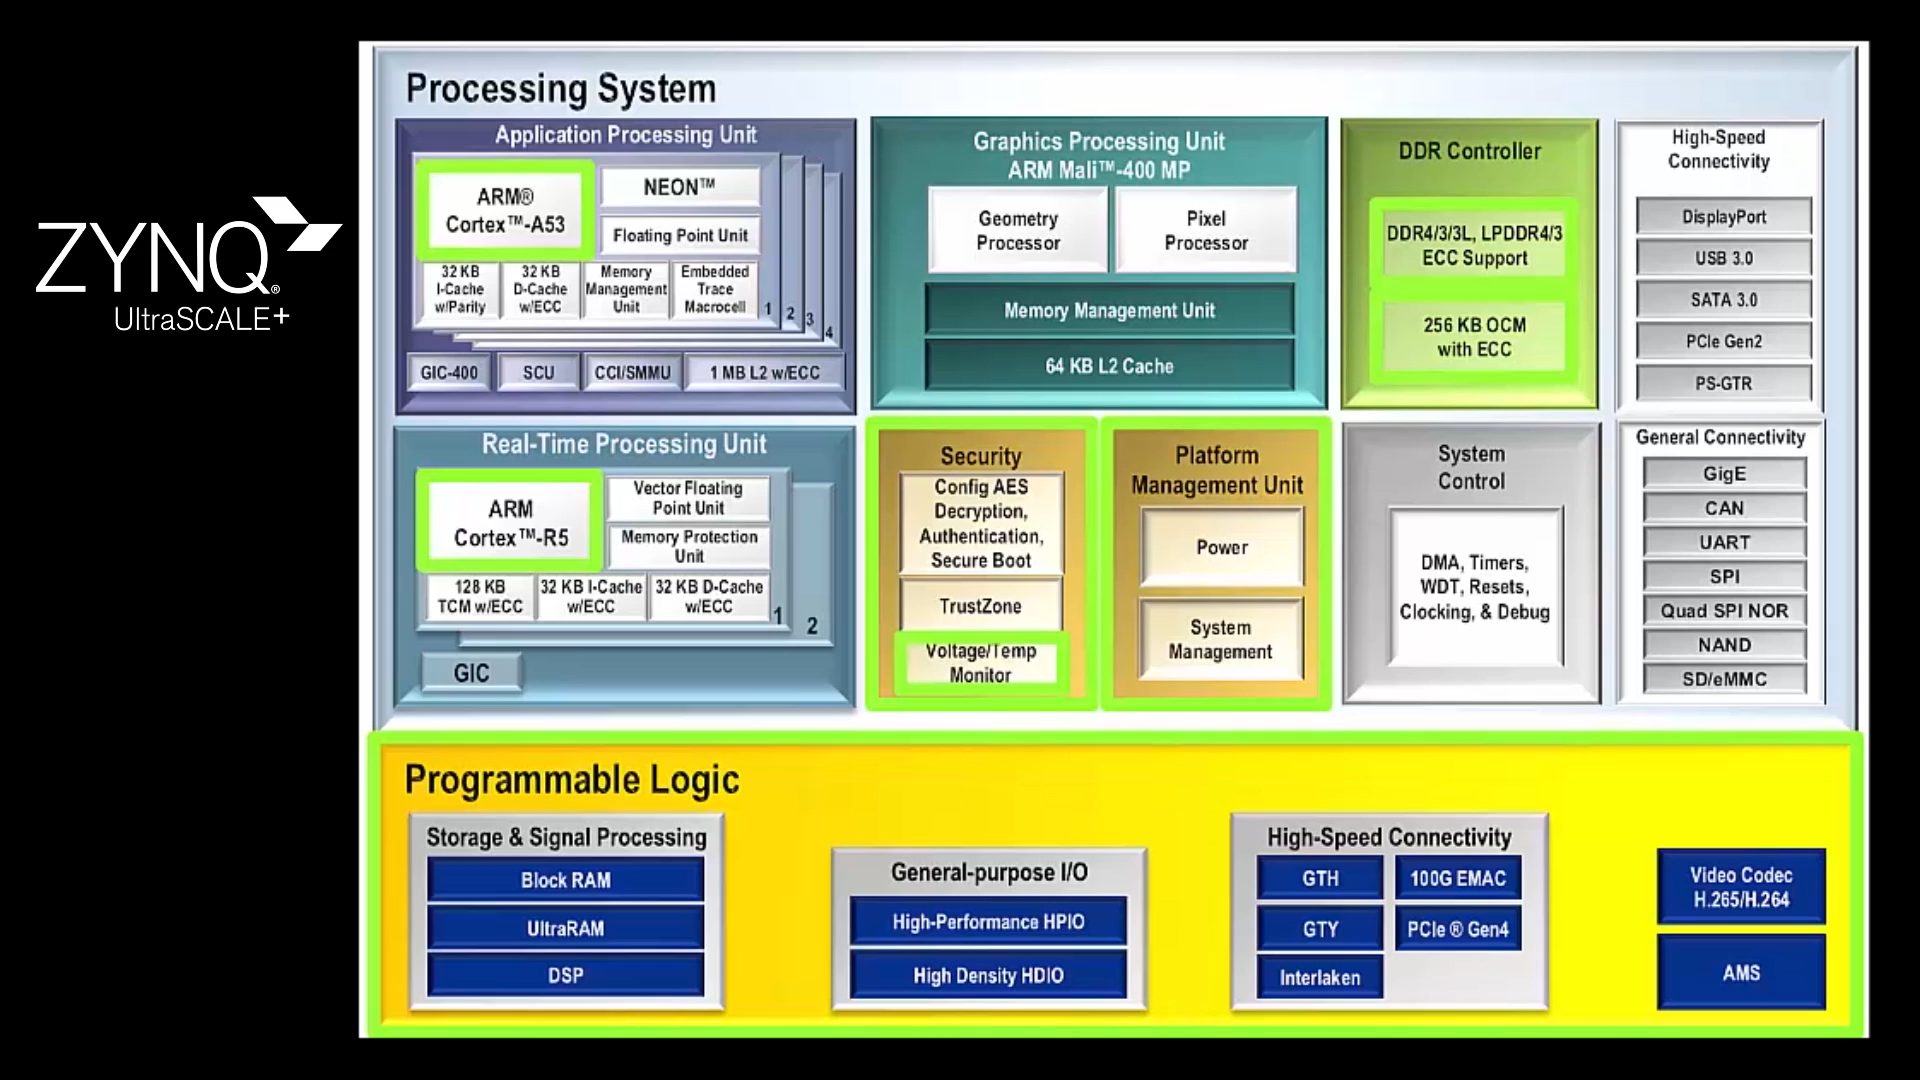 ZYNQ®
UltraSCALE+
Processing System
Application Processing Unit
ARM®
Cortex™-A53
NEON™
Floating Point Unit
32 KB
I-Cache
w/Parity
32 KB
D-Cache
w/ECC
Memory
Management
Unit
Embedded
Trace
Macrocell
1
2
3
4
GIC-400
SCU
CCI/SMMU
1 MB L2 w/ECC
Graphics Processing Unit
ARM Mali™-400 MP
Geometry
Processor
Pixel
Processor
Memory Management Unit
64 KB L2 Cache
DDR Controller
DDR4/3/3L, LPDDR4/3
ECC Support
256 KB OCM
with ECC
High-Speed
Connectivity
DisplayPort
USB 3.0
SATA 3.0
PCIe Gen2
PS-GTR
Real-Time Processing Unit
ARM
Cortex™-R5
Vector Floating
Point Unit
Memory Protection
Unit
128 KB
TCM w/ECC
32 KB I-Cache
w/ECC
32 KB D-Cache
w/ECC
1
2
GIC
Security
Config AES
Decryption,
Authentication,
Secure Boot
TrustZone
Voltage/Temp
Monitor
Platform
Management Unit
Power
System
Management
System
Control
DMA, Timers,
WDT, Resets,
Clocking, & Debug
General Connectivity
GigE
CAN
UART
SPI
Quad SPI NOR
NAND
SD/eMMC
Programmable Logic
Storage & Signal Processing
Block RAM
UltraRAM
DSP
General-purpose I/O
High-Performance HPIO
High Density HDIO
High-Speed Connectivity
GTH
100G EMAC
GTY
PCIe ® Gen4
Interlaken
Video Codec
H.265/H.264
AMS